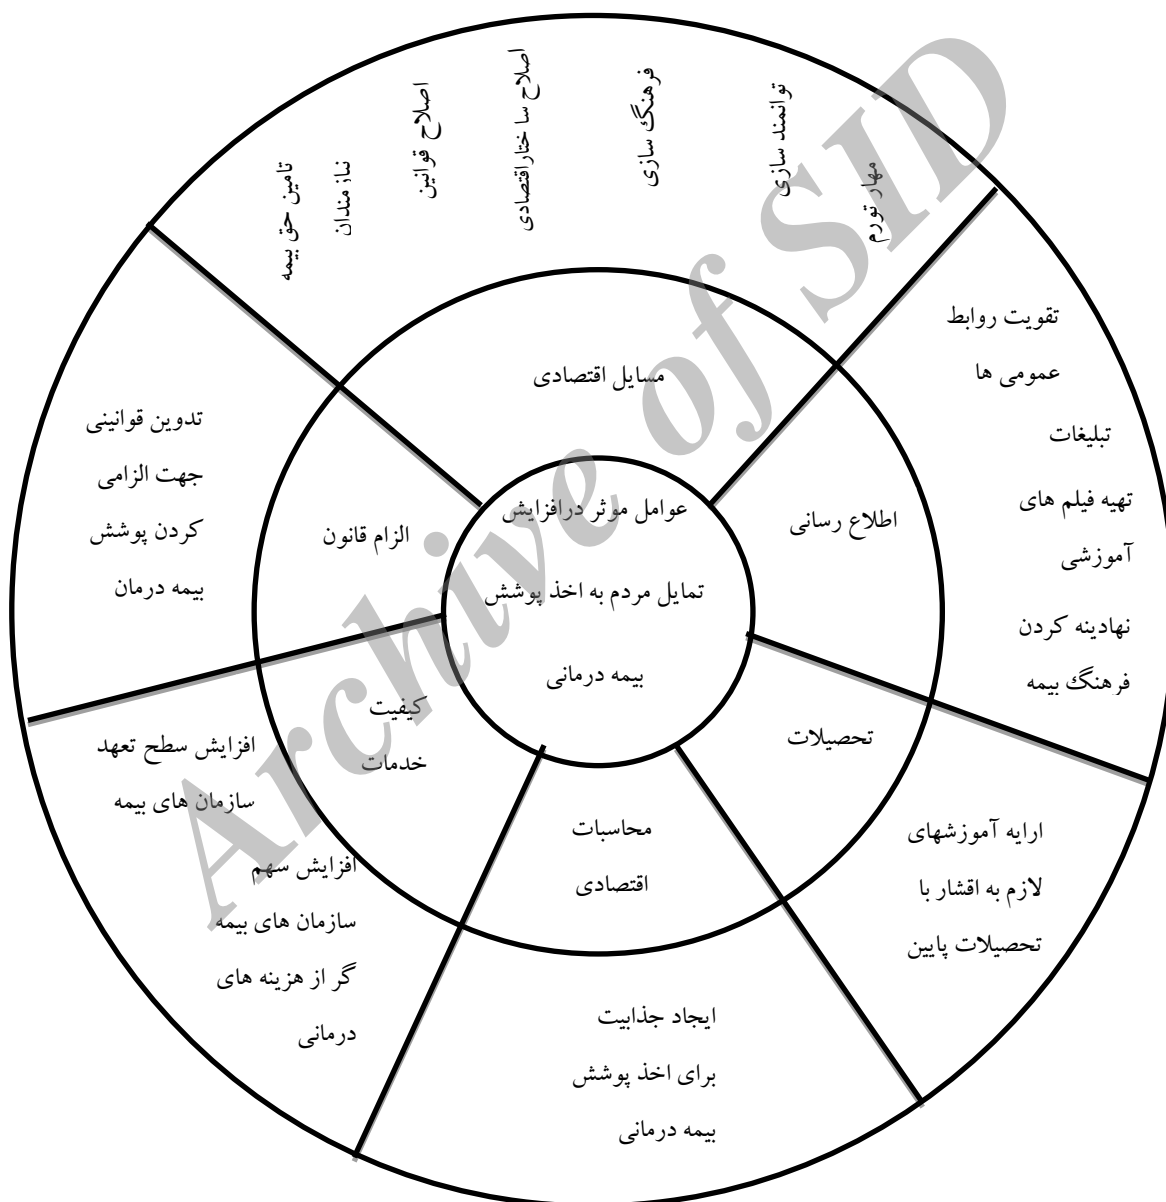 مهار تورم
توانمند سازی
فرهنگ سازی
اصلاح سا ختاراقتصادی
اصلاح قوانین
تامین حق بیمه
نیاز مندان
مسایل اقتصادی
تقویت روابط
عمومی ها
تبلیغات
تهیه فیلم های
آموزشی
نهادینه کردن
فرهنگ بیمه
اطلاع رسانی
عوامل موثر درافزایش
تمایل مردم به اخذ پوشش
بیمه درمانی
الزام قانون
تدوین قوانینی
جهت الزامی
کردن پوشش
بیمه درمان
کیفیت
خدمات
افزایش سطح تعهد
سازمان های بیمه
افزایش سهم
سازمان های بیمه
گر از هزینه های
درمانی
محاسبات
اقتصادی
ایجاد جذابیت
برای اخذ پوشش
بیمه درمانی
تحصیلات
ارایه آموزشهای
لازم به اقشار با
تحصیلات پایین
Archive of SID